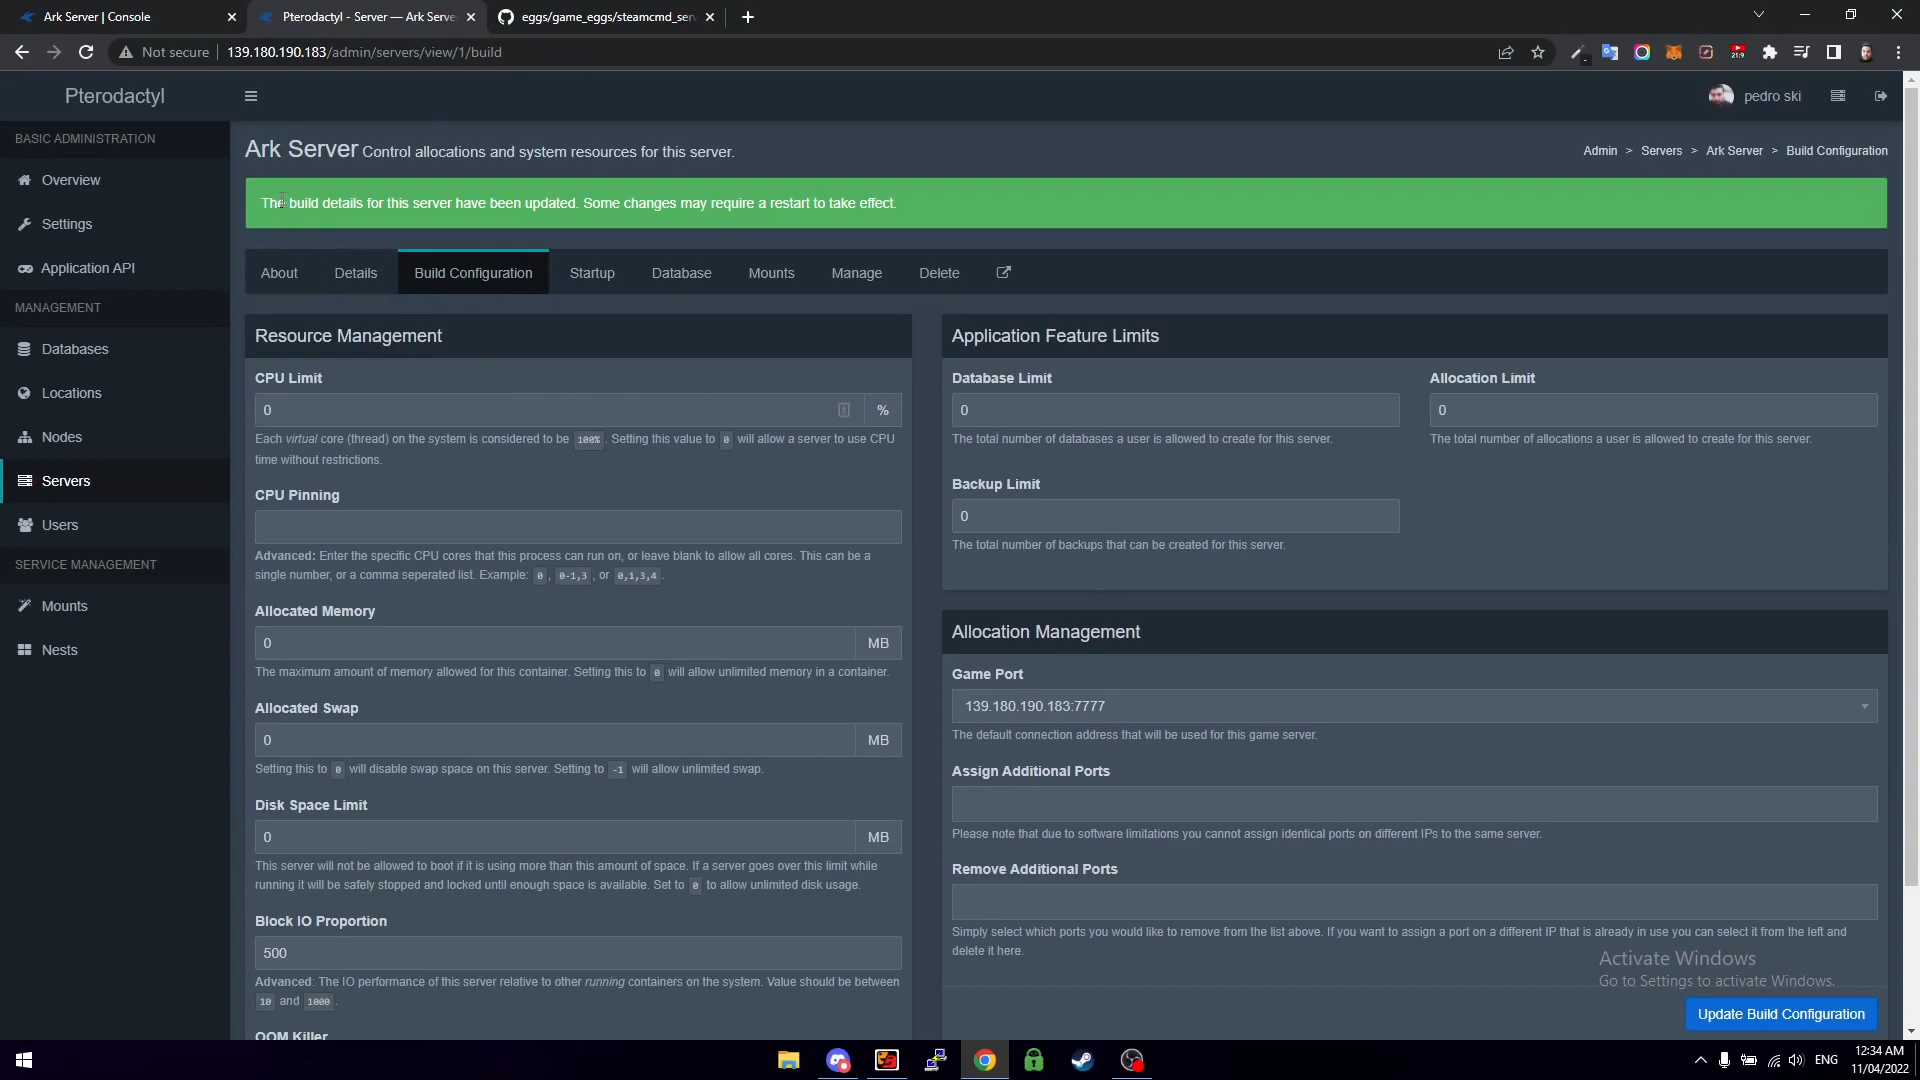 Ark Server | Console
Pterodactyl - Server — Ark Serve
eggs/game_eggs/steamcmd_serv
Not secure
139.180.190.183/admin/servers/view/1/build
21:9
Pterodactyl
pedro ski
BASIC ADMINISTRATION
Overview
Settings
Application API
MANAGEMENT
Databases
Locations
Nodes
Servers
Users
SERVICE MANAGEMENT
Mounts
Nests
Ark Server Control allocations and system resources for this server.
Admin > Servers > Ark Server > Build Configuration
The build details for this server have been updated. Some changes may require a restart to take effect.
About Details Build Configuration Startup Database Mounts Manage Delete
Resource Management
CPU Limit
0 %
Each virtual core (thread) on the system is considered to be 100%. Setting this value to 0 will allow a server to use CPU
time without restrictions.
CPU Pinning
Advanced: Enter the specific CPU cores that this process can run on, or leave blank to allow all cores. This can be a
single number, or a comma seperated list. Example: 0, 0-1,3, or 0,1,3,4.
Allocated Memory
0 MB
The maximum amount of memory allowed for this container. Setting this to 0 will allow unlimited memory in a container.
Allocated Swap
0 MB
Setting this to 0 will disable swap space on this server. Setting to -1 will allow unlimited swap.
Disk Space Limit
0 MB
This server will not be allowed to boot if it is using more than this amount of space. If a server goes over this limit while
running it will be safely stopped and locked until enough space is available. Set to 0 to allow unlimited disk usage.
Block IO Proportion
500
Advanced: The IO performance of this server relative to other running containers on the system. Value should be between
10 and 1000.
OOM Killer
Application Feature Limits
Database Limit
0
The total number of databases a user is allowed to create for this server.
Allocation Limit
0
The total number of allocations a user is allowed to create for this server.
Backup Limit
0
The total number of backups that can be created for this server.
Allocation Management
Game Port
139.180.190.183:7777
The default connection address that will be used for this game server.
Assign Additional Ports
Please note that due to software limitations you cannot assign identical ports on different IPs to the same server.
Remove Additional Ports
Simply select which ports you would like to remove from the list above. If you want to assign a port on a different IP that is already in use you can select it from the left and
delete it here.
Activate Windows
Go to Settings to activate Windows.
Update Build Configuration
ENG
12:34 AM
11/04/2022